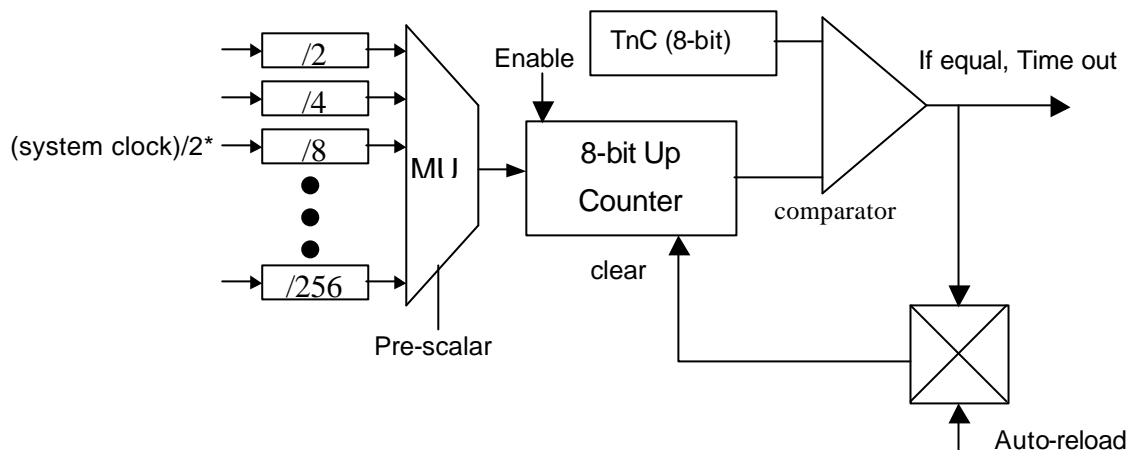 /2
/4
(system clock)/2*
/8
/256
MU
Pre-scalar
Enable
TnC (8-bit)
8-bit Up
Counter
clear
comparator
If equal, Time out
Auto-reload